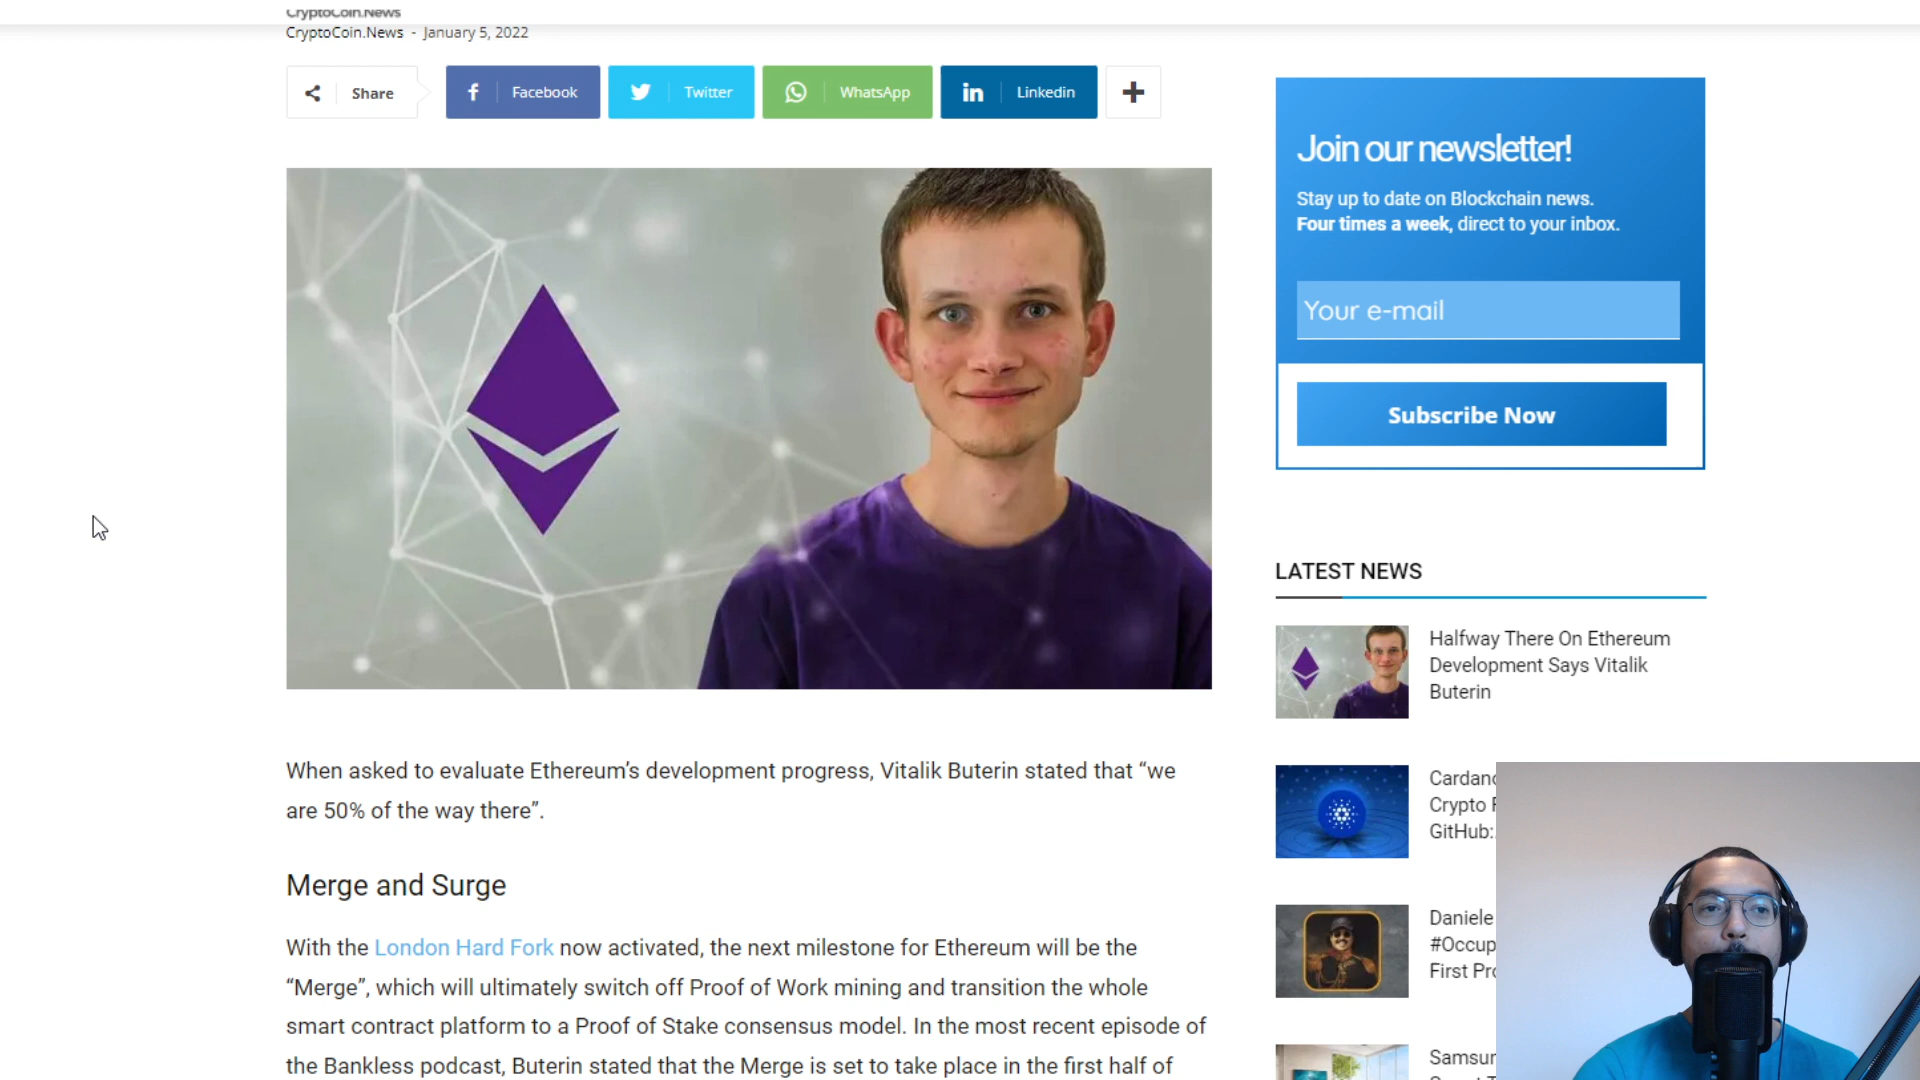 CryptoCoin.News
CryptoCoin.News - January 5, 2022
Share
Facebook
Twitter
WhatsApp
Linkedin
When asked to evaluate Ethereum’s development progress, Vitalik Buterin stated that “we
are 50% of the way there”.
Merge and Surge
With the London Hard Fork now activated, the next milestone for Ethereum will be the
“Merge”, which will ultimately switch off Proof of Work mining and transition the whole
smart contract platform to a Proof of Stake consensus model. In the most recent episode of
the Bankless podcast, Buterin stated that the Merge is set to take place in the first half of
Join our newsletter!
Stay up to date on Blockchain news.
Four times a week, direct to your inbox.
Your e-mail
Subscribe Now
LATEST NEWS
Halfway There On Ethereum
Development Says Vitalik
Buterin
Crypto
GitHub:
Daniele
First